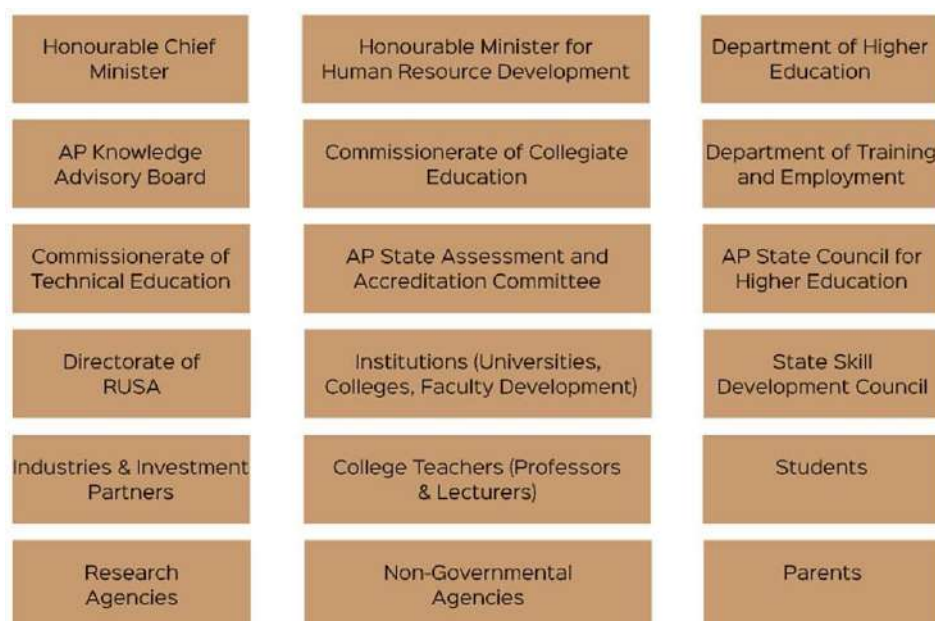 Honourable Chief
Minister
Honourable Minister for
Human Resource Development
Department of Higher
Education
AP Knowledge
Advisory Board
Commissionerate of Collegiate
Education
Department of Training
and Employment
Commissionerate of
Technical Education
AP State Assessment and
Accreditation Committee
AP State Council for
Higher Education
Directorate of
RUSA
Institutions (Universities,
Colleges, Faculty Development)
State Skill
Development Council
Industries & Investment
Partners
College Teachers (Professors
& Lecturers)
Students
Research
Agencies
Non-Governmental
Agencies
Parents